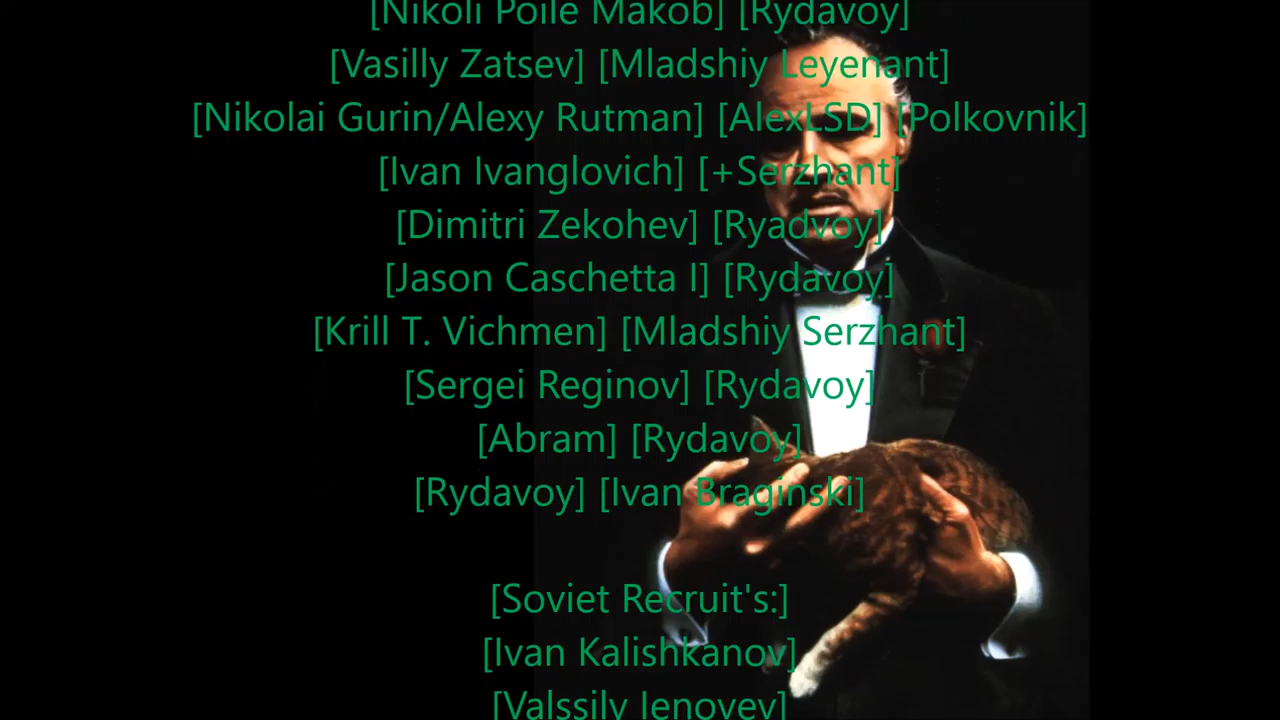 [Nikoli Poile Makob] [Rydavoy]
[Vasilly Zatsev] [Mladshiy Leyenant]
[Nikolai Gurin/Alexy Rutman] [AlexLSD] [Polkovnik]
[Ivan Ivanglovich] [+Serzhant]
[Dimitri Zekohev] [Ryadvoy]
[Jason Caschetta I] [Rydavoy]
[Krill T. Vichmen] [Mladshiy Serzhant]
[Sergei Reginov] [Rydavoy]
[Abram] [Rydavoy]
[Rydavoy] [Ivan Braginski]
[Soviet Recruit's:]
[Ivan Kalishkanov]
[Valssily Ienovev]